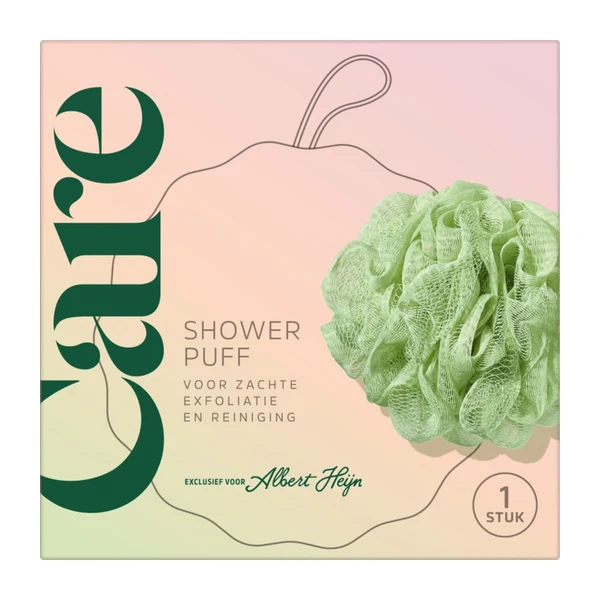 Care
SHOWER
PUFF
VOOR ZACHTE
EXFOLIATIE
EN REINIGING
EXCLUSIEF VOOR Albert Heijn
1
STUK